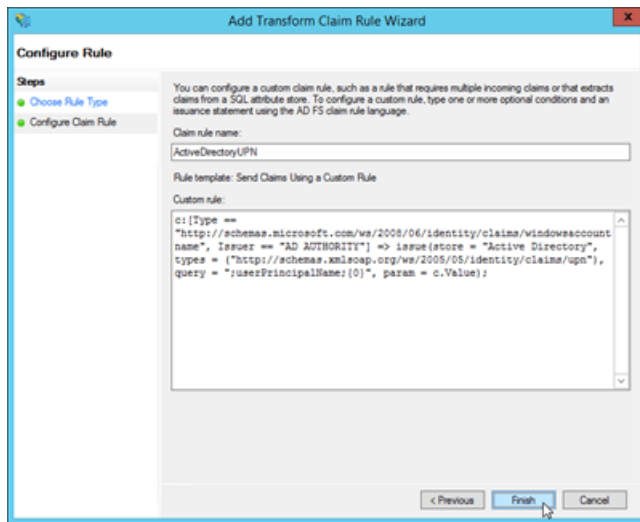 Add Transform Claim Rule Wizard
x
Configure Rule
Steps
Choose Rule Type
Configure Claim Rule
You can configure a custom claim rule, such as a rule that requires multiple incoming claims or that extracts
claims from a SQL attribute store. To configure a custom rule, type one or more optional conditions and an
issuance statement using the AD FS claim rule language.
Claim rule name:
ActiveDirectoryUPN
Rule template: Send Claims Using a Custom Rule
Custom rule:
c:[Type ==
"http://schemas.microsoft.com/ws/2008/06/identity/claims/windowsaccount
name", Issuer == "AD AUTHORITY"] => issue(store = "Active Directory",
types = ("http://schemas.xmlsoap.org/ws/2005/05/identity/claims/upn"),
query = ";userPrincipalName;{0}", param = c.Value);
< Previous
Finish
Cancel